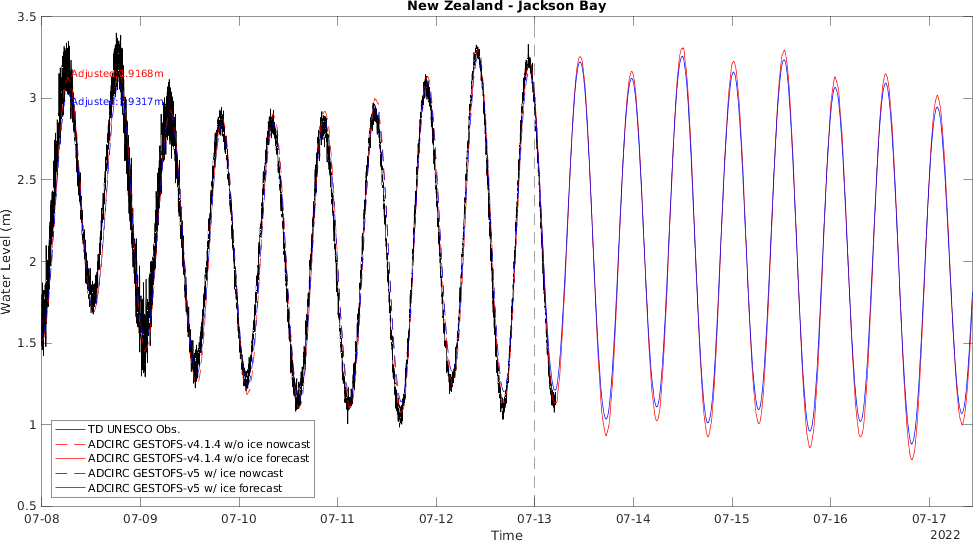 New Zealand - Jackson Bay
3.5
3
2.5
2
1.5
1
0.5
Water Level (m)
Adjusted:
9168m
Adjusted:
9317m
TD UNESCO Obs.
ADCIRC GESTOFS-v4.1.4 w/o ice nowcast
ADCIRC GESTOFS-v4.1.4 w/o ice forecast
ADCIRC GESTOFS-v5 w/ ice nowcast
ADCIRC GESTOFS-v5 w/ ice forecast
07-08 07-09 07-10 07-11 07-12 07-13 07-14 07-15 07-16 07-17
Time
2022